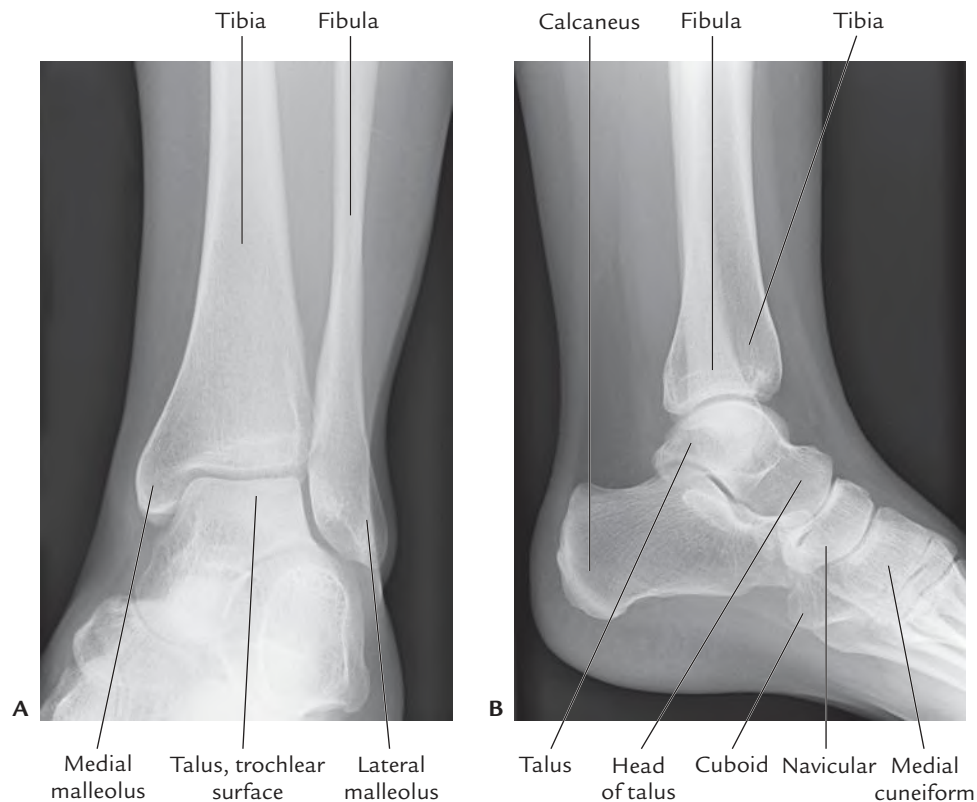 Tibia
Fibula
Calcaneus
Fibula
Tibia
A
B
Medial
malleolus
Talus, trochlear
surface
Lateral
malleolus
Talus
Head
of talus
Cuboid
Navicular
Medial
cuneiform